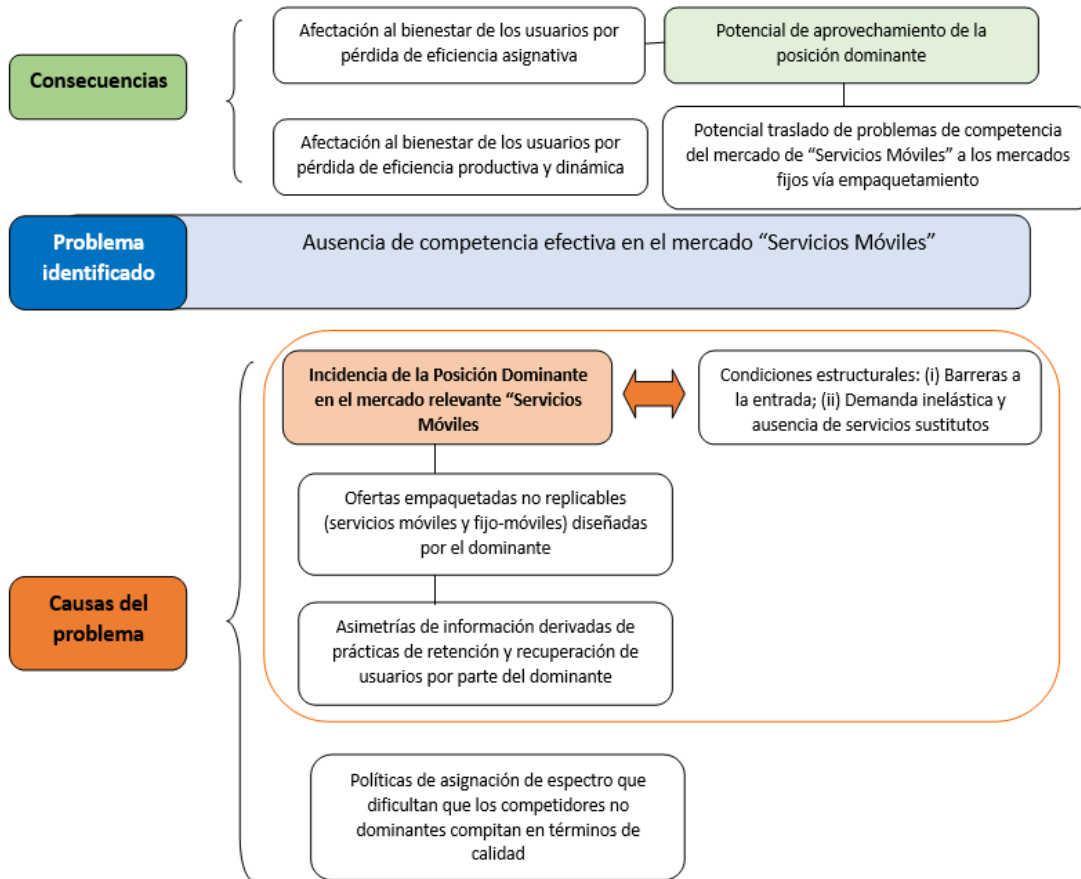 Consecuencias
Afectación al bienestar de los usuarios por
pérdida de eficiencia asignativa
Potencial de aprovechamiento de la
posición dominante
Afectación al bienestar de los usuarios por
pérdida de eficiencia productiva y dinámica
Potencial traslado de problemas de competencia
del mercado de “Servicios Móviles” a los mercados
fijos vía empaquetamiento
Problema
identificado
Ausencia de competencia efectiva en el mercado “Servicios Móviles”
Causas del
problema
Incidencia de la Posición Dominante
en el mercado relevante “Servicios
Móviles
Condiciones estructurales: (i) Barreras a
la entrada; (ii) Demanda inelástica y
ausencia de servicios sustitutos
Ofertas empaquetadas no replicables
(servicios móviles y fijo-móviles) diseñadas
por el dominante
Asimetrías de información derivadas de
prácticas de retención y recuperación de
usuarios por parte del dominante
Políticas de asignación de espectro que
dificultan que los competidores no
dominantes compitan en términos de
calidad